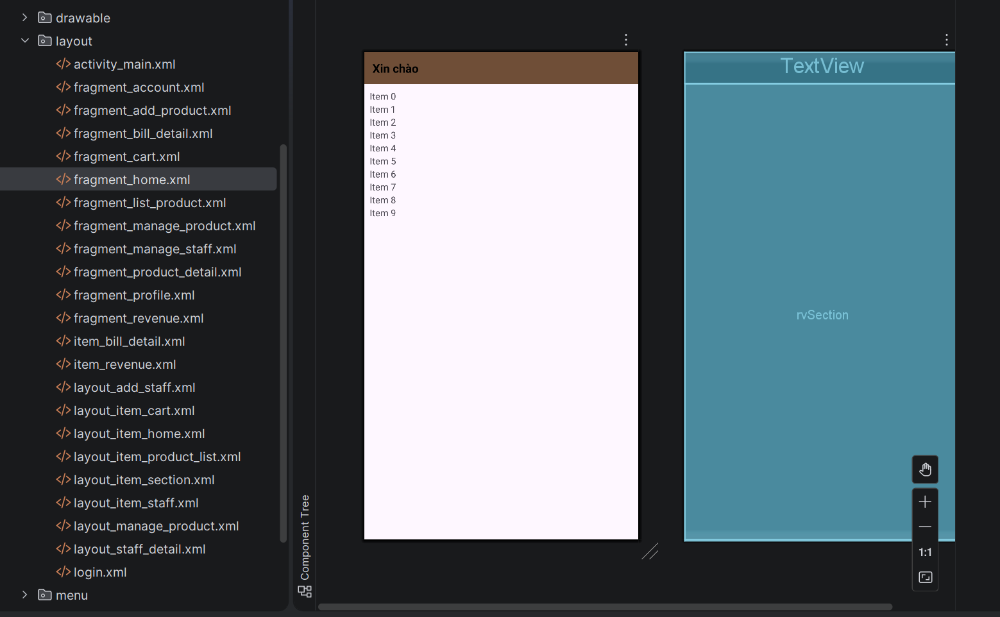 drawable
layout
activity_main.xml
fragment_account.xml
fragment_add_product.xml
fragment_bill_detail.xml
fragment_cart.xml
fragment_home.xml
fragment_list_product.xml
fragment_manage_product.xml
fragment_manage_staff.xml
fragment_product_detail.xml
fragment_profile.xml
fragment_revenue.xml
item_bill_detail.xml
item_revenue.xml
layout_add_staff.xml
layout_item_cart.xml
layout_item_home.xml
layout_item_product_list.xml
layout_item_section.xml
layout_item_staff.xml
layout_manage_product.xml
layout_staff_detail.xml
login.xml
menu
Component Tree
Xin chào
Item 0
Item 1
Item 2
Item 3
Item 4
Item 5
Item 6
Item 7
Item 8
Item 9
TextView
rvSection
1:1